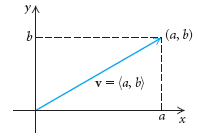 y
b
(a, b)
v = ⟨a, b⟩
a
x